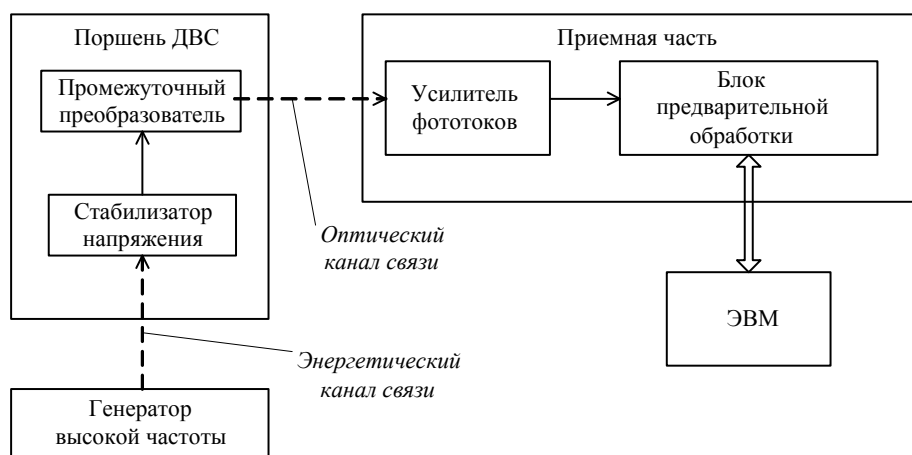 Поршень ДВС
Промежуточный
преобразователь
Стабилизатор
напряжения
Генератор
высокой частоты
Оптический
канал связи
Энергетический
канал связи
Приемная часть
Усилитель
фототоков
Блок
предварительной
обработки
ЭВМ